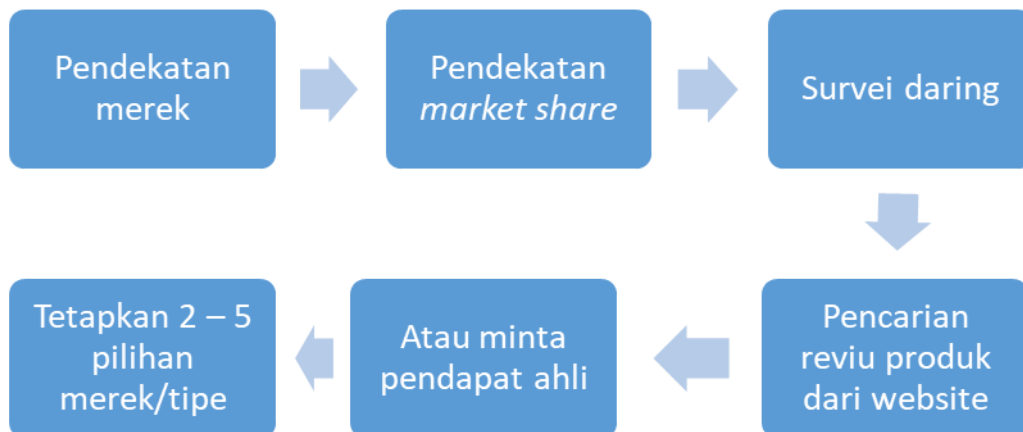 Pendekatan
merek
Pendekatan
market share
Survei daring
Pencarian
reviu produk
dari website
Atau minta
pendapat ahli
Tetapkan 2 – 5
pilihan
merek/tipe